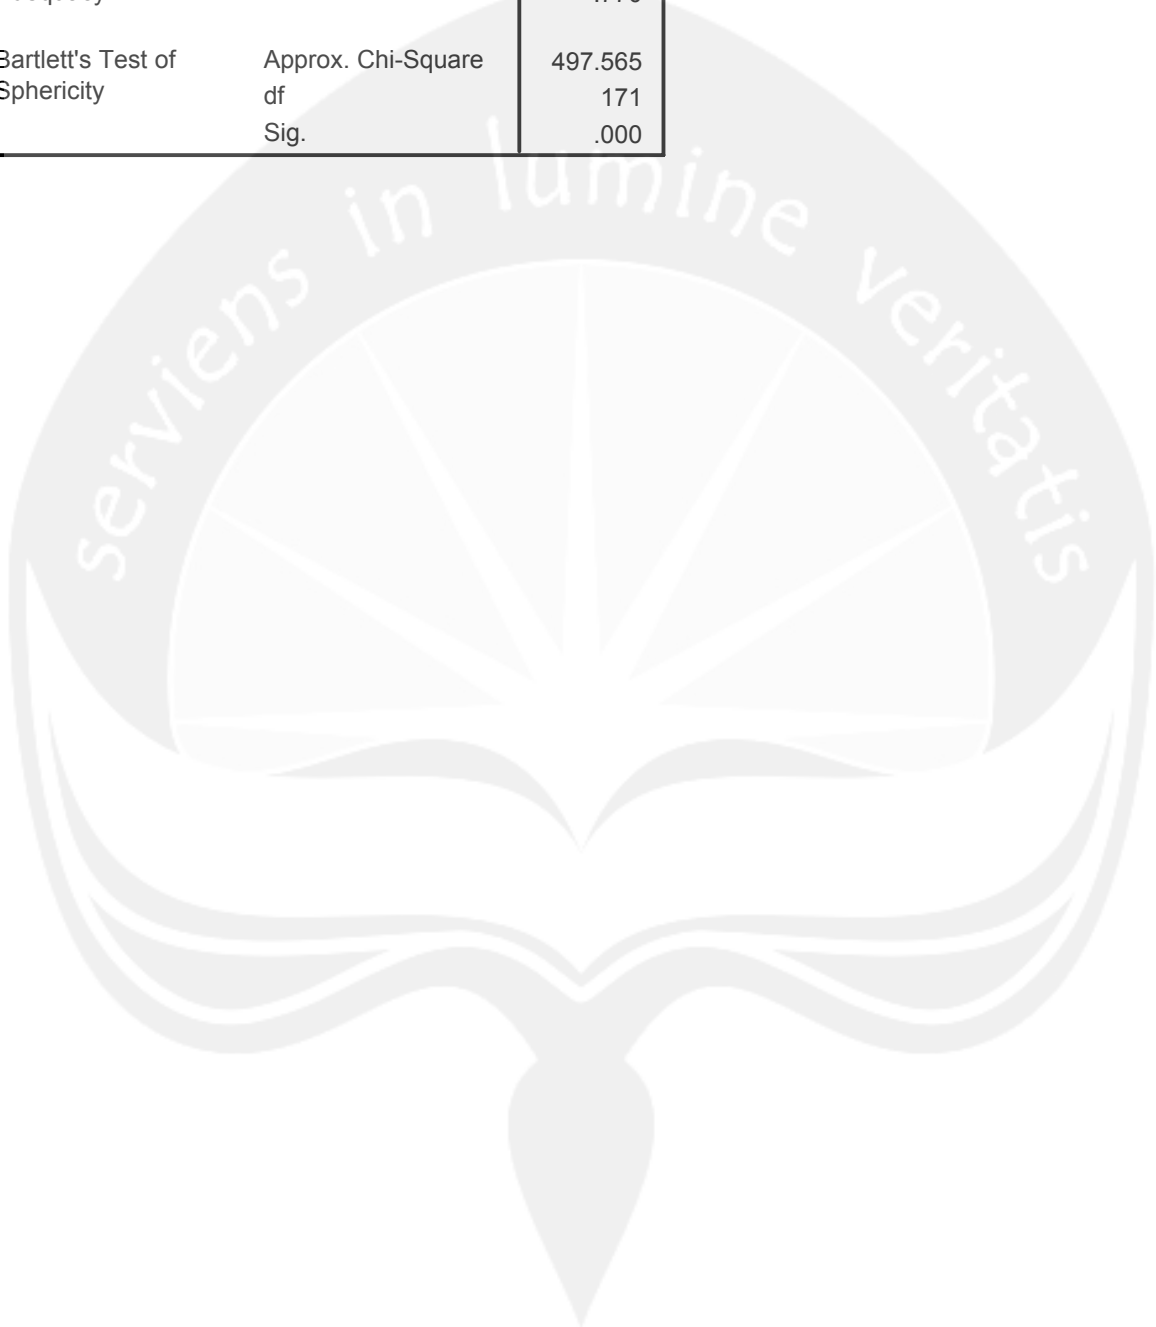 Bartlett's Test of Approx. Chi-Square 497.565
Sphericity df 171
Sig. .000
serviens in lumine veritatis